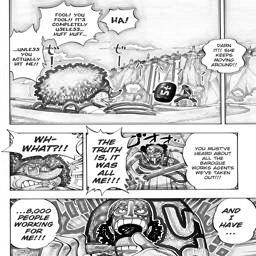 DARN
IT!! SHE
KEEPS
MOVING
AROUND!!
HA!
FOOL! YOU
FOOL!! IT'S
COMPLETELY
USELESS...
HUFF HUFF...
...UNLESS
YOU
ACTUALLY
HIT ME!!
YOU MUST'VE
HEARD ABOUT
ALL THE
BAROQUE
WORKS AGENTS
WE'VE TAKEN
OUT!!!
THE
TRUTH
IS, IT
WAS ALL
ME!!!
WH-
WHAT?!!
AND
I
HAVE ...
...8,000
PEOPLE
WORKING
FOR
ME!!!